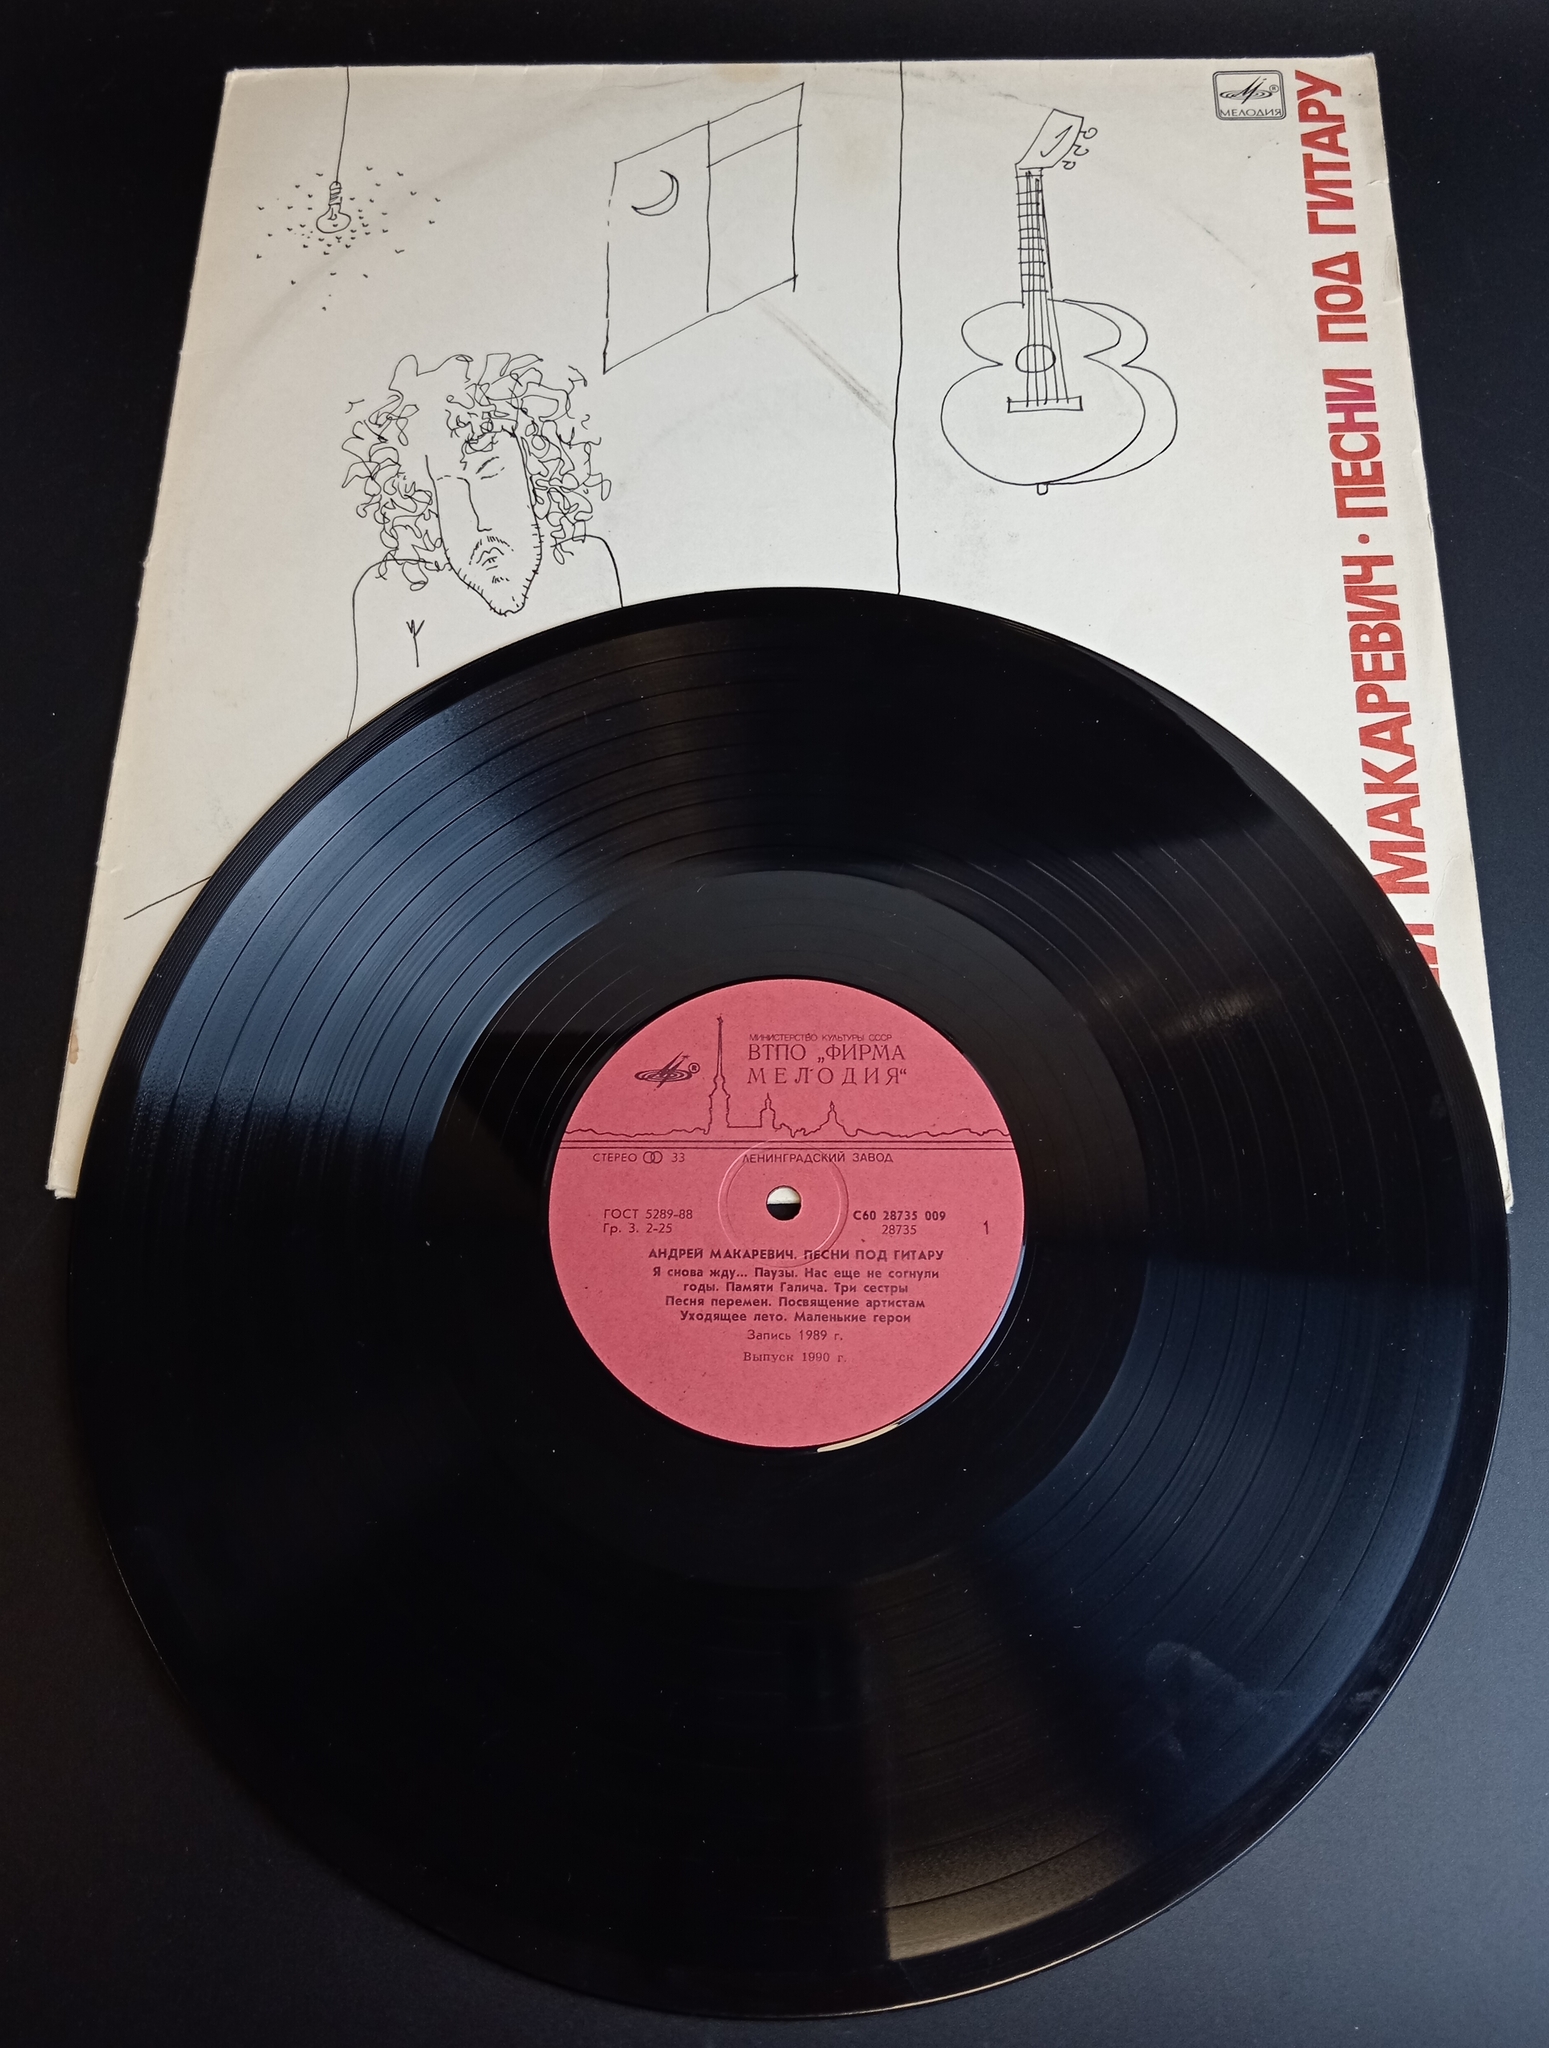 МЕЛОДИЯ
МАКАРЕВИЧ · ПЕСНИ ПОД ГИТАРУ
МИНИСТЕРСТВО КУЛЬТУРЫ СССР
ВТПО „ФИРМА
МЕЛОДИЯ“
СТЕРЕО 33 ЛЕНИНГРАДСКИЙ ЗАВОД
ГОСТ 5289-88 С60 28735 009
Гр. 3. 2-25 28735 1
АНДРЕЙ МАКАРЕВИЧ. ПЕСНИ ПОД ГИТАРУ
Я снова жду... Паузы. Нас еще не согнули
годы. Памяти Галича. Три сестры
Песня перемен. Посвящение артистам
Уходящее лето. Маленькие герои
Запись 1989 г.
Выпуск 1990 г.